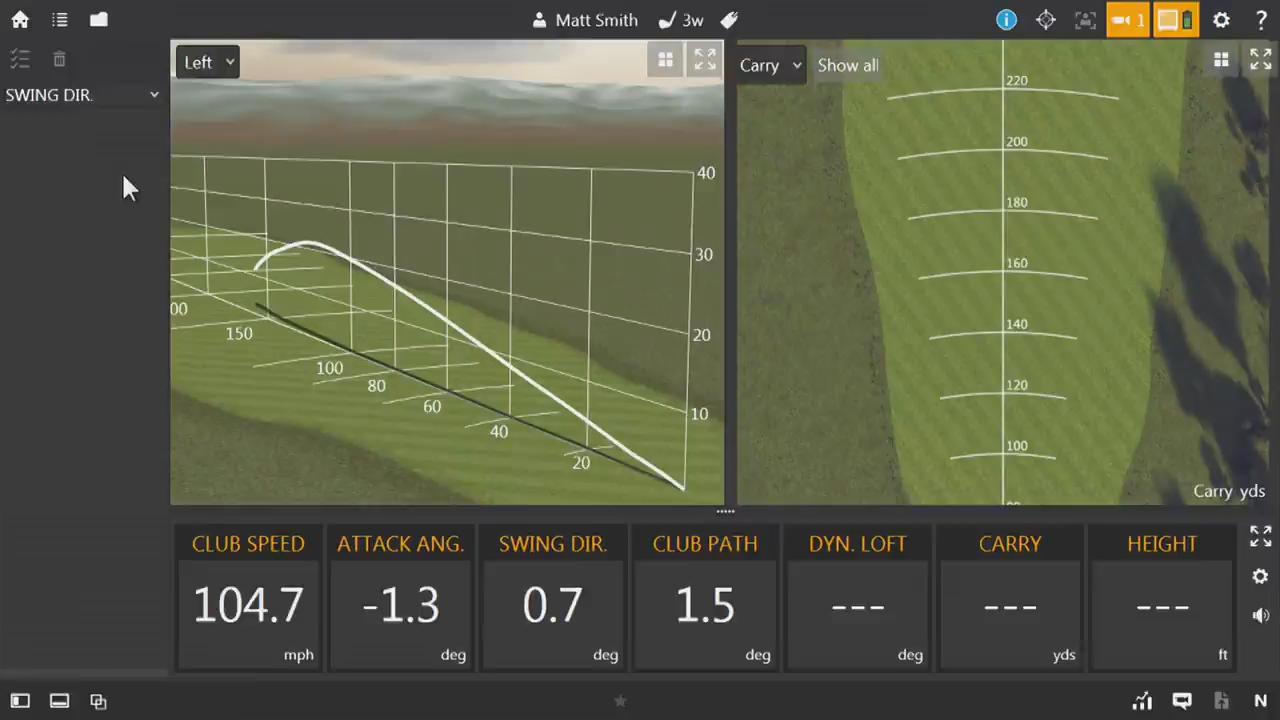 Matt Smith
3w
i
1
?
SWING DIR.
Left
40
30
20
10
00
150
100
80
60
40
20
Carry
Show all
220
200
180
160
140
120
100
Carry yds
CLUB SPEED
104.7
mph
ATTACK ANG.
-1.3
deg
SWING DIR.
0.7
deg
CLUB PATH
1.5
deg
DYN. LOFT
---
deg
CARRY
---
yds
HEIGHT
---
ft
N